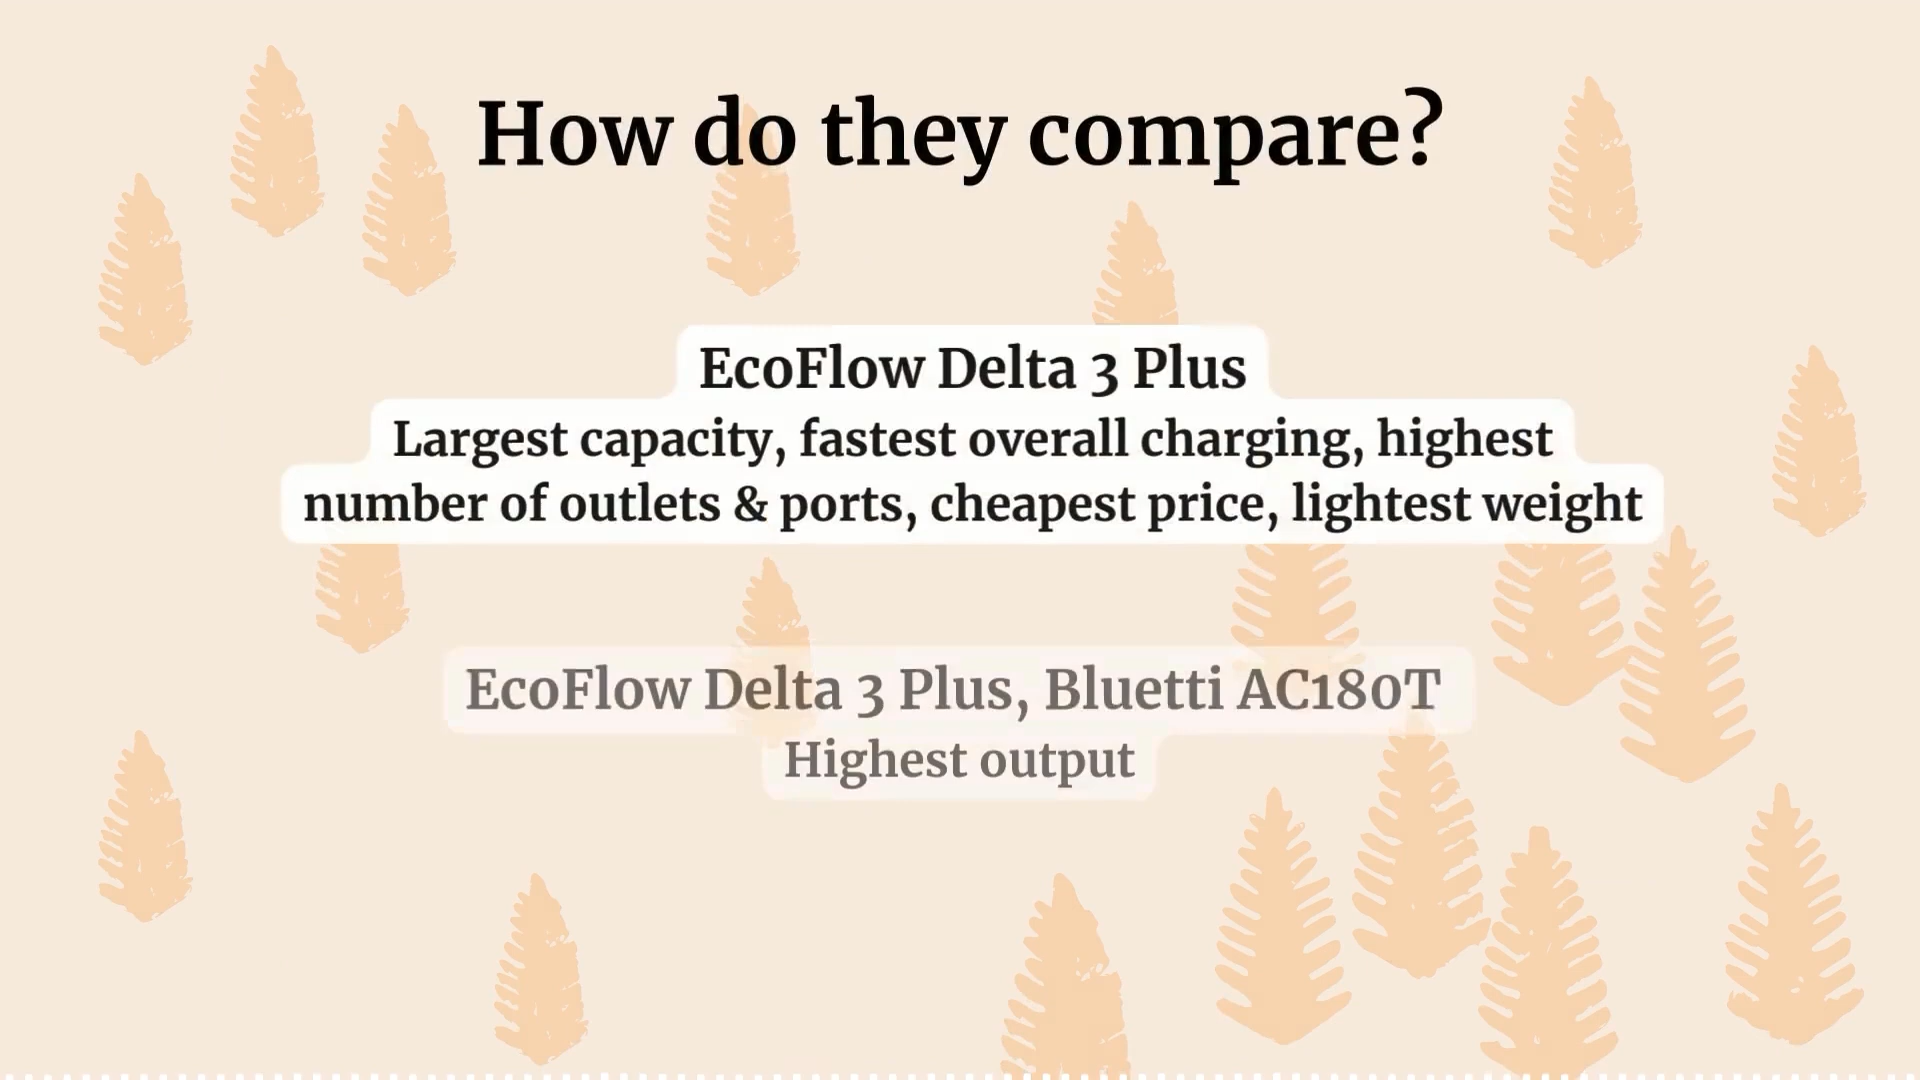 How do they compare?
EcoFlow Delta 3 Plus
Largest capacity, fastest overall charging, highest
number of outlets & ports, cheapest price, lightest weight
EcoFlow Delta 3 Plus, Bluetti AC180T
Highest output